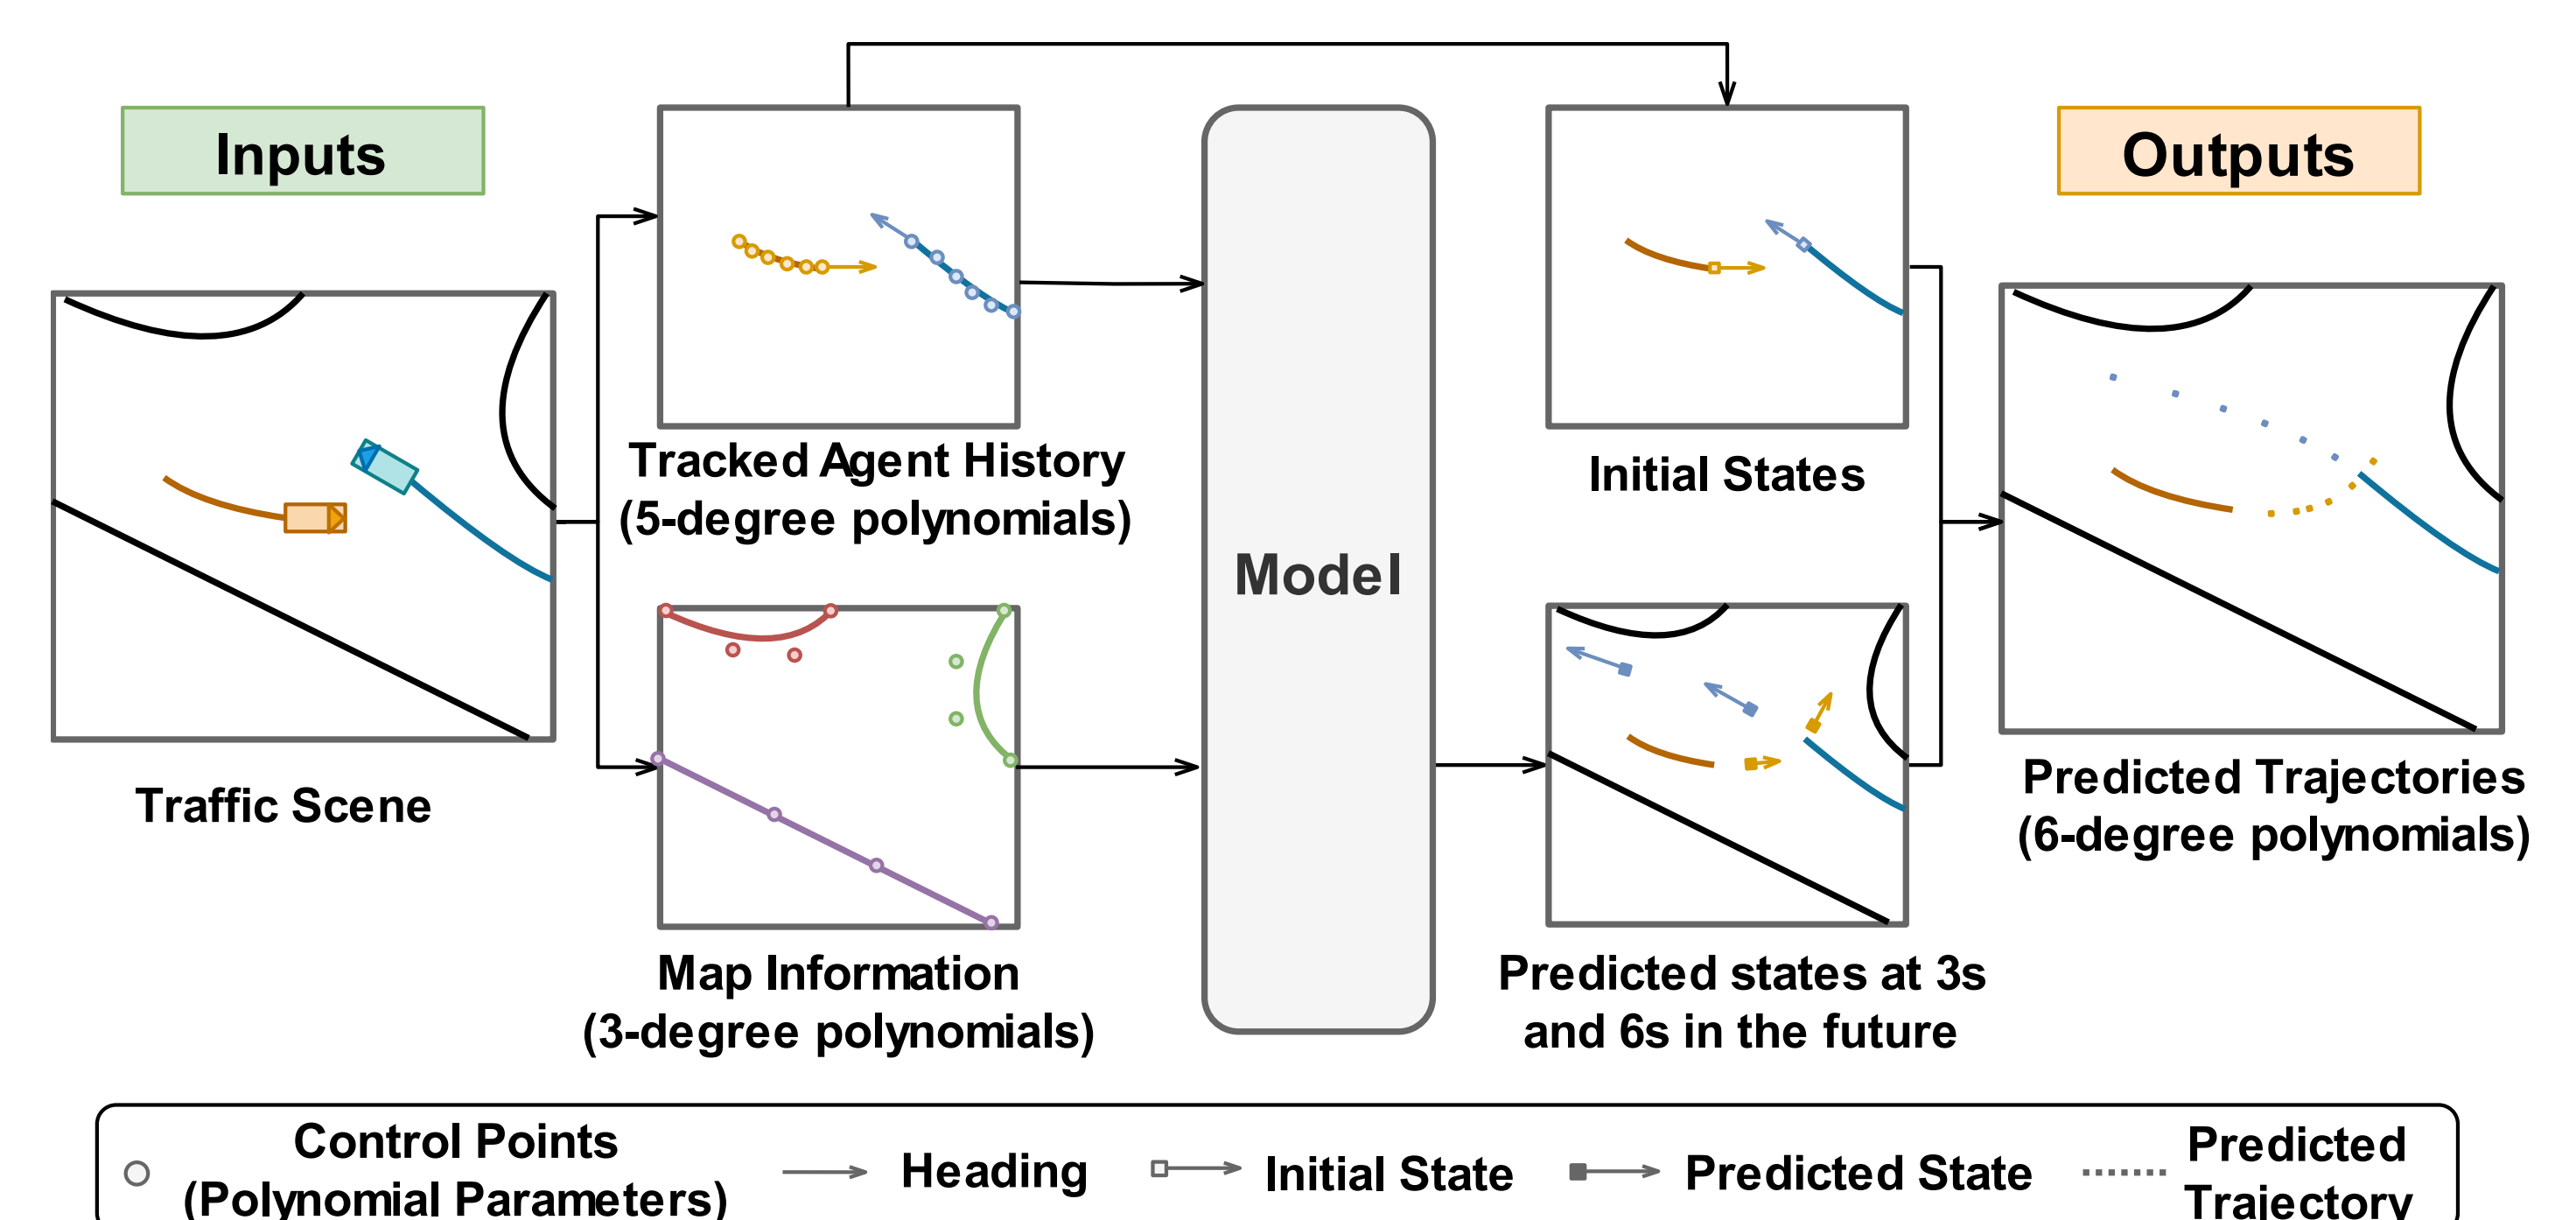 Inputs
Outputs
Tracked Agent History
(5-degree polynomials)
Initial States
Model
Traffic Scene
Predicted Trajectories
(6-degree polynomials)
Map Information
(3-degree polynomials)
Predicted states at 3s
and 6s in the future
Control Points
(Polynomial Parameters)
Heading
Initial State
Predicted State
Predicted
Trajectory